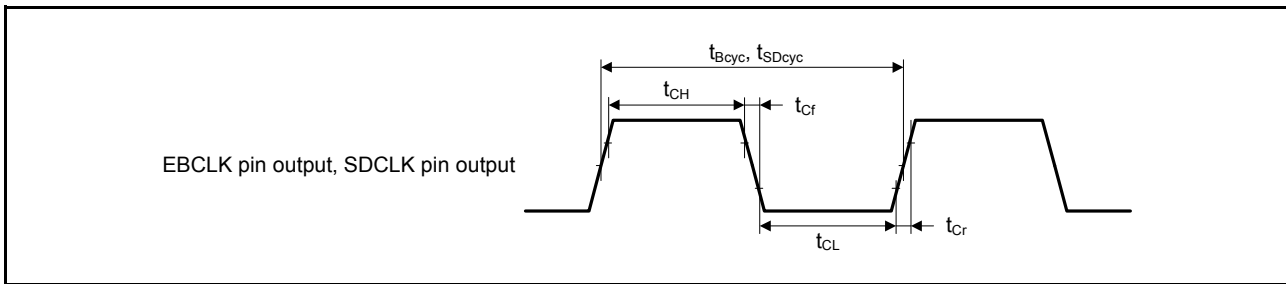 tBcyc, tSDcyc
tCH
tCf
EBCLK pin output, SDCLK pin output
tCr
tCL